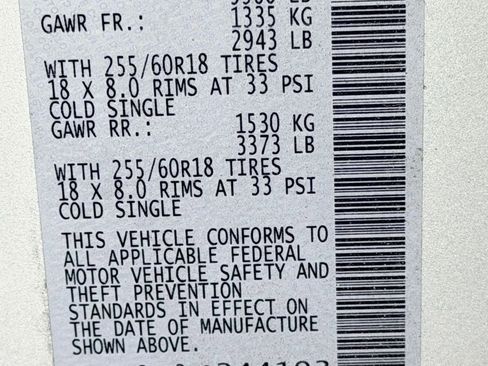 GAWR FR.: 1335 KG
2943 LB
WITH 255/60R18 TIRES
18 X 8.0 RIMS AT 33 PSI
COLD SINGLE
GAWR RR.: 1530 KG
3373 LB
WITH 255/60R18 TIRES
18 X 8.0 RIMS AT 33 PSI
COLD SINGLE
THIS VEHICLE CONFORMS TO
ALL APPLICABLE FEDERAL
MOTOR VEHICLE SAFETY AND
THEFT PREVENTION
STANDARDS IN EFFECT ON
THE DATE OF MANUFACTURE
SHOWN ABOVE.